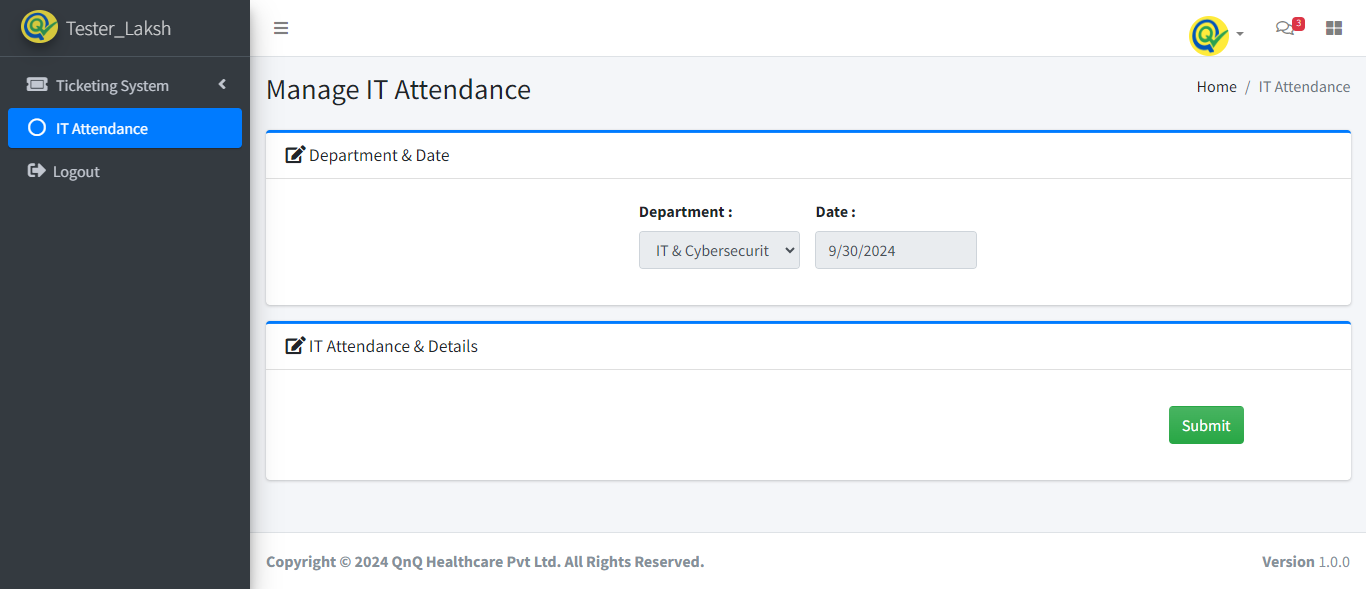 Tester_Laksh
3
Ticketing System
IT Attendance
Logout
Manage IT Attendance
Home / IT Attendance
Department & Date
Department : Date :
IT & Cybersecurit 9/30/2024
IT Attendance & Details
Submit
Copyright © 2024 QnQ Healthcare Pvt Ltd. All Rights Reserved. Version 1.0.0